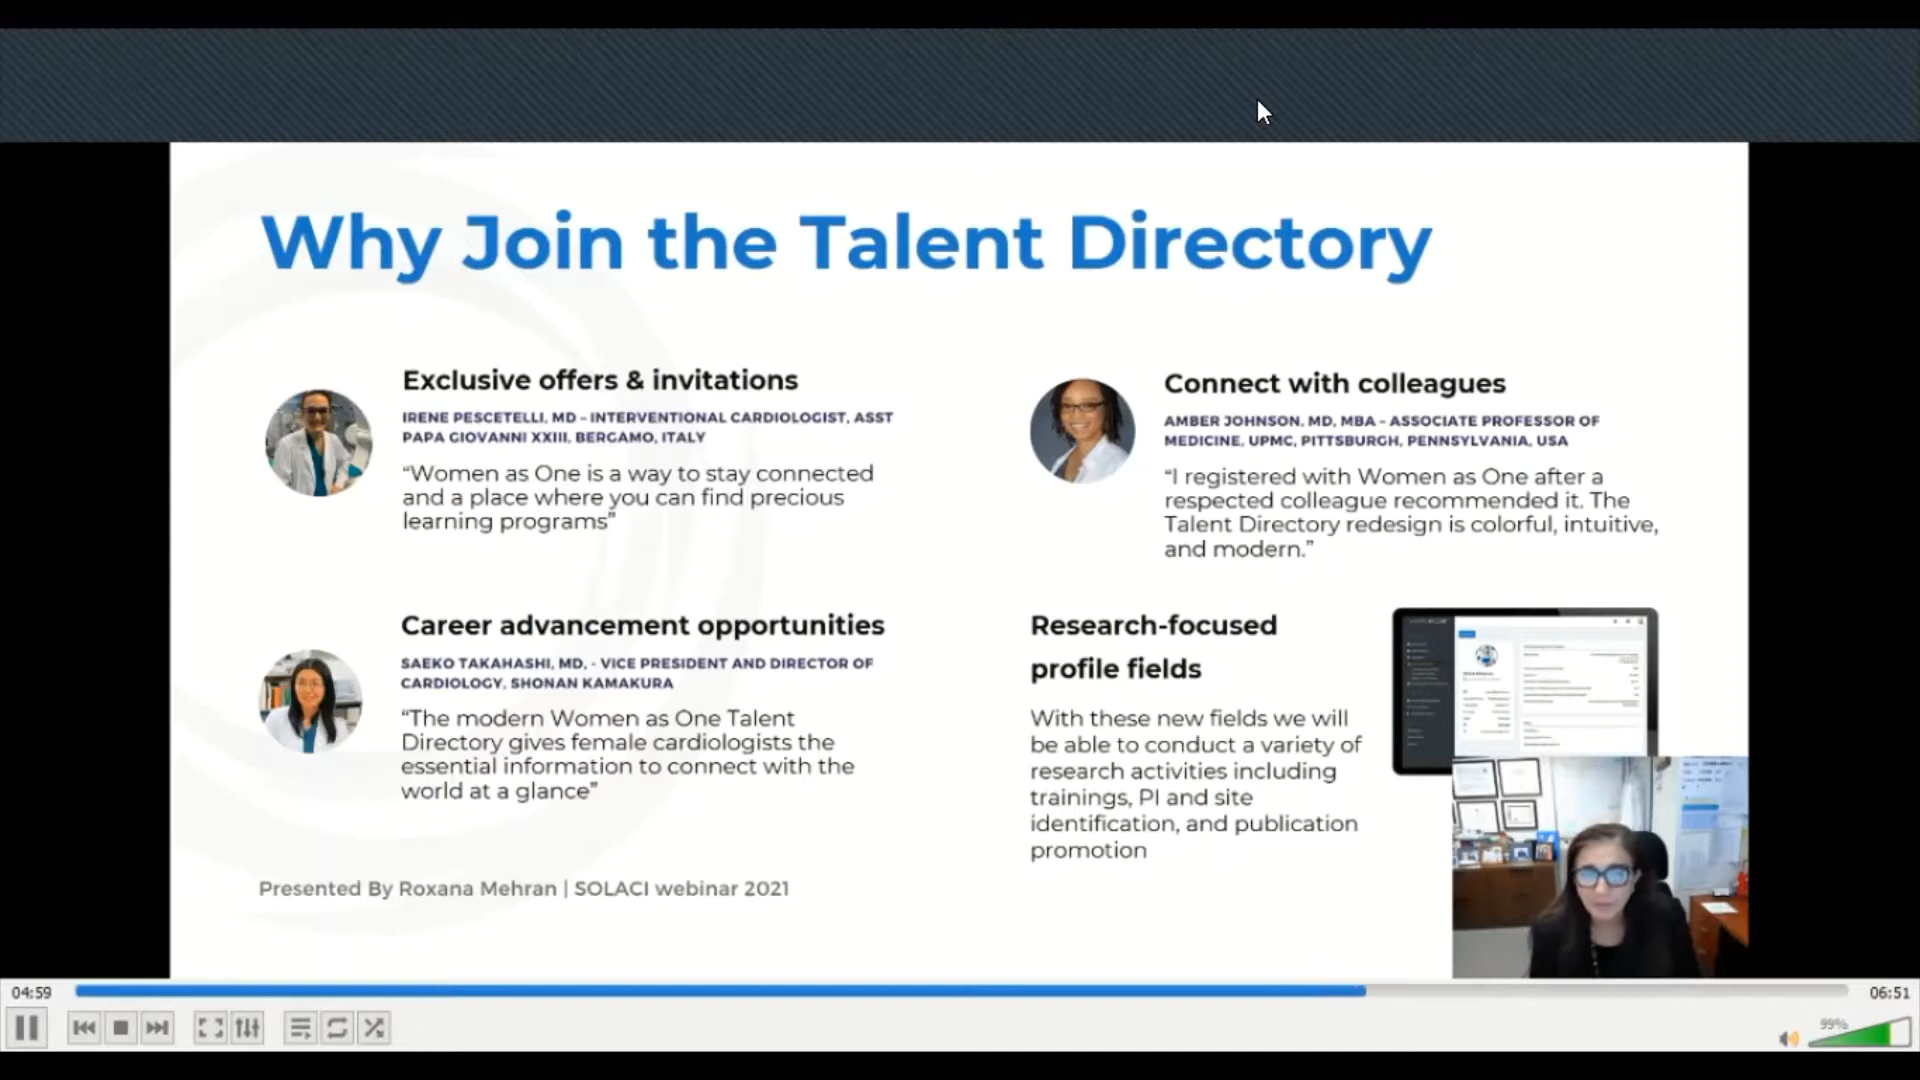 Why Join the Talent Directory
Exclusive offers & invitations
IRENE PESCETELLI, MD - INTERVENTIONAL CARDIOLOGIST, ASST
PAPA GIOVANNI XXIII, BERGAMO, ITALY
“Women as One is a way to stay connected
and a place where you can find precious
learning programs”
Connect with colleagues
AMBER JOHNSON, MD, MBA - ASSOCIATE PROFESSOR OF
MEDICINE, UPMC, PITTSBURGH, PENNSYLVANIA, USA
“I registered with Women as One after a
respected colleague recommended it. The
Talent Directory redesign is colorful, intuitive,
and modern.”
Career advancement opportunities
SAEKO TAKAHASHI, MD, - VICE PRESIDENT AND DIRECTOR OF
CARDIOLOGY, SHONAN KAMAKURA
“The modern Women as One Talent
Directory gives female cardiologists the
essential information to connect with the
world at a glance”
Research-focused
profile fields
With these new fields we will
be able to conduct a variety of
research activities including
trainings, PI and site
identification, and publication
promotion
Presented By Roxana Mehran | SOLACI webinar 2021
04:59
06:51
99%